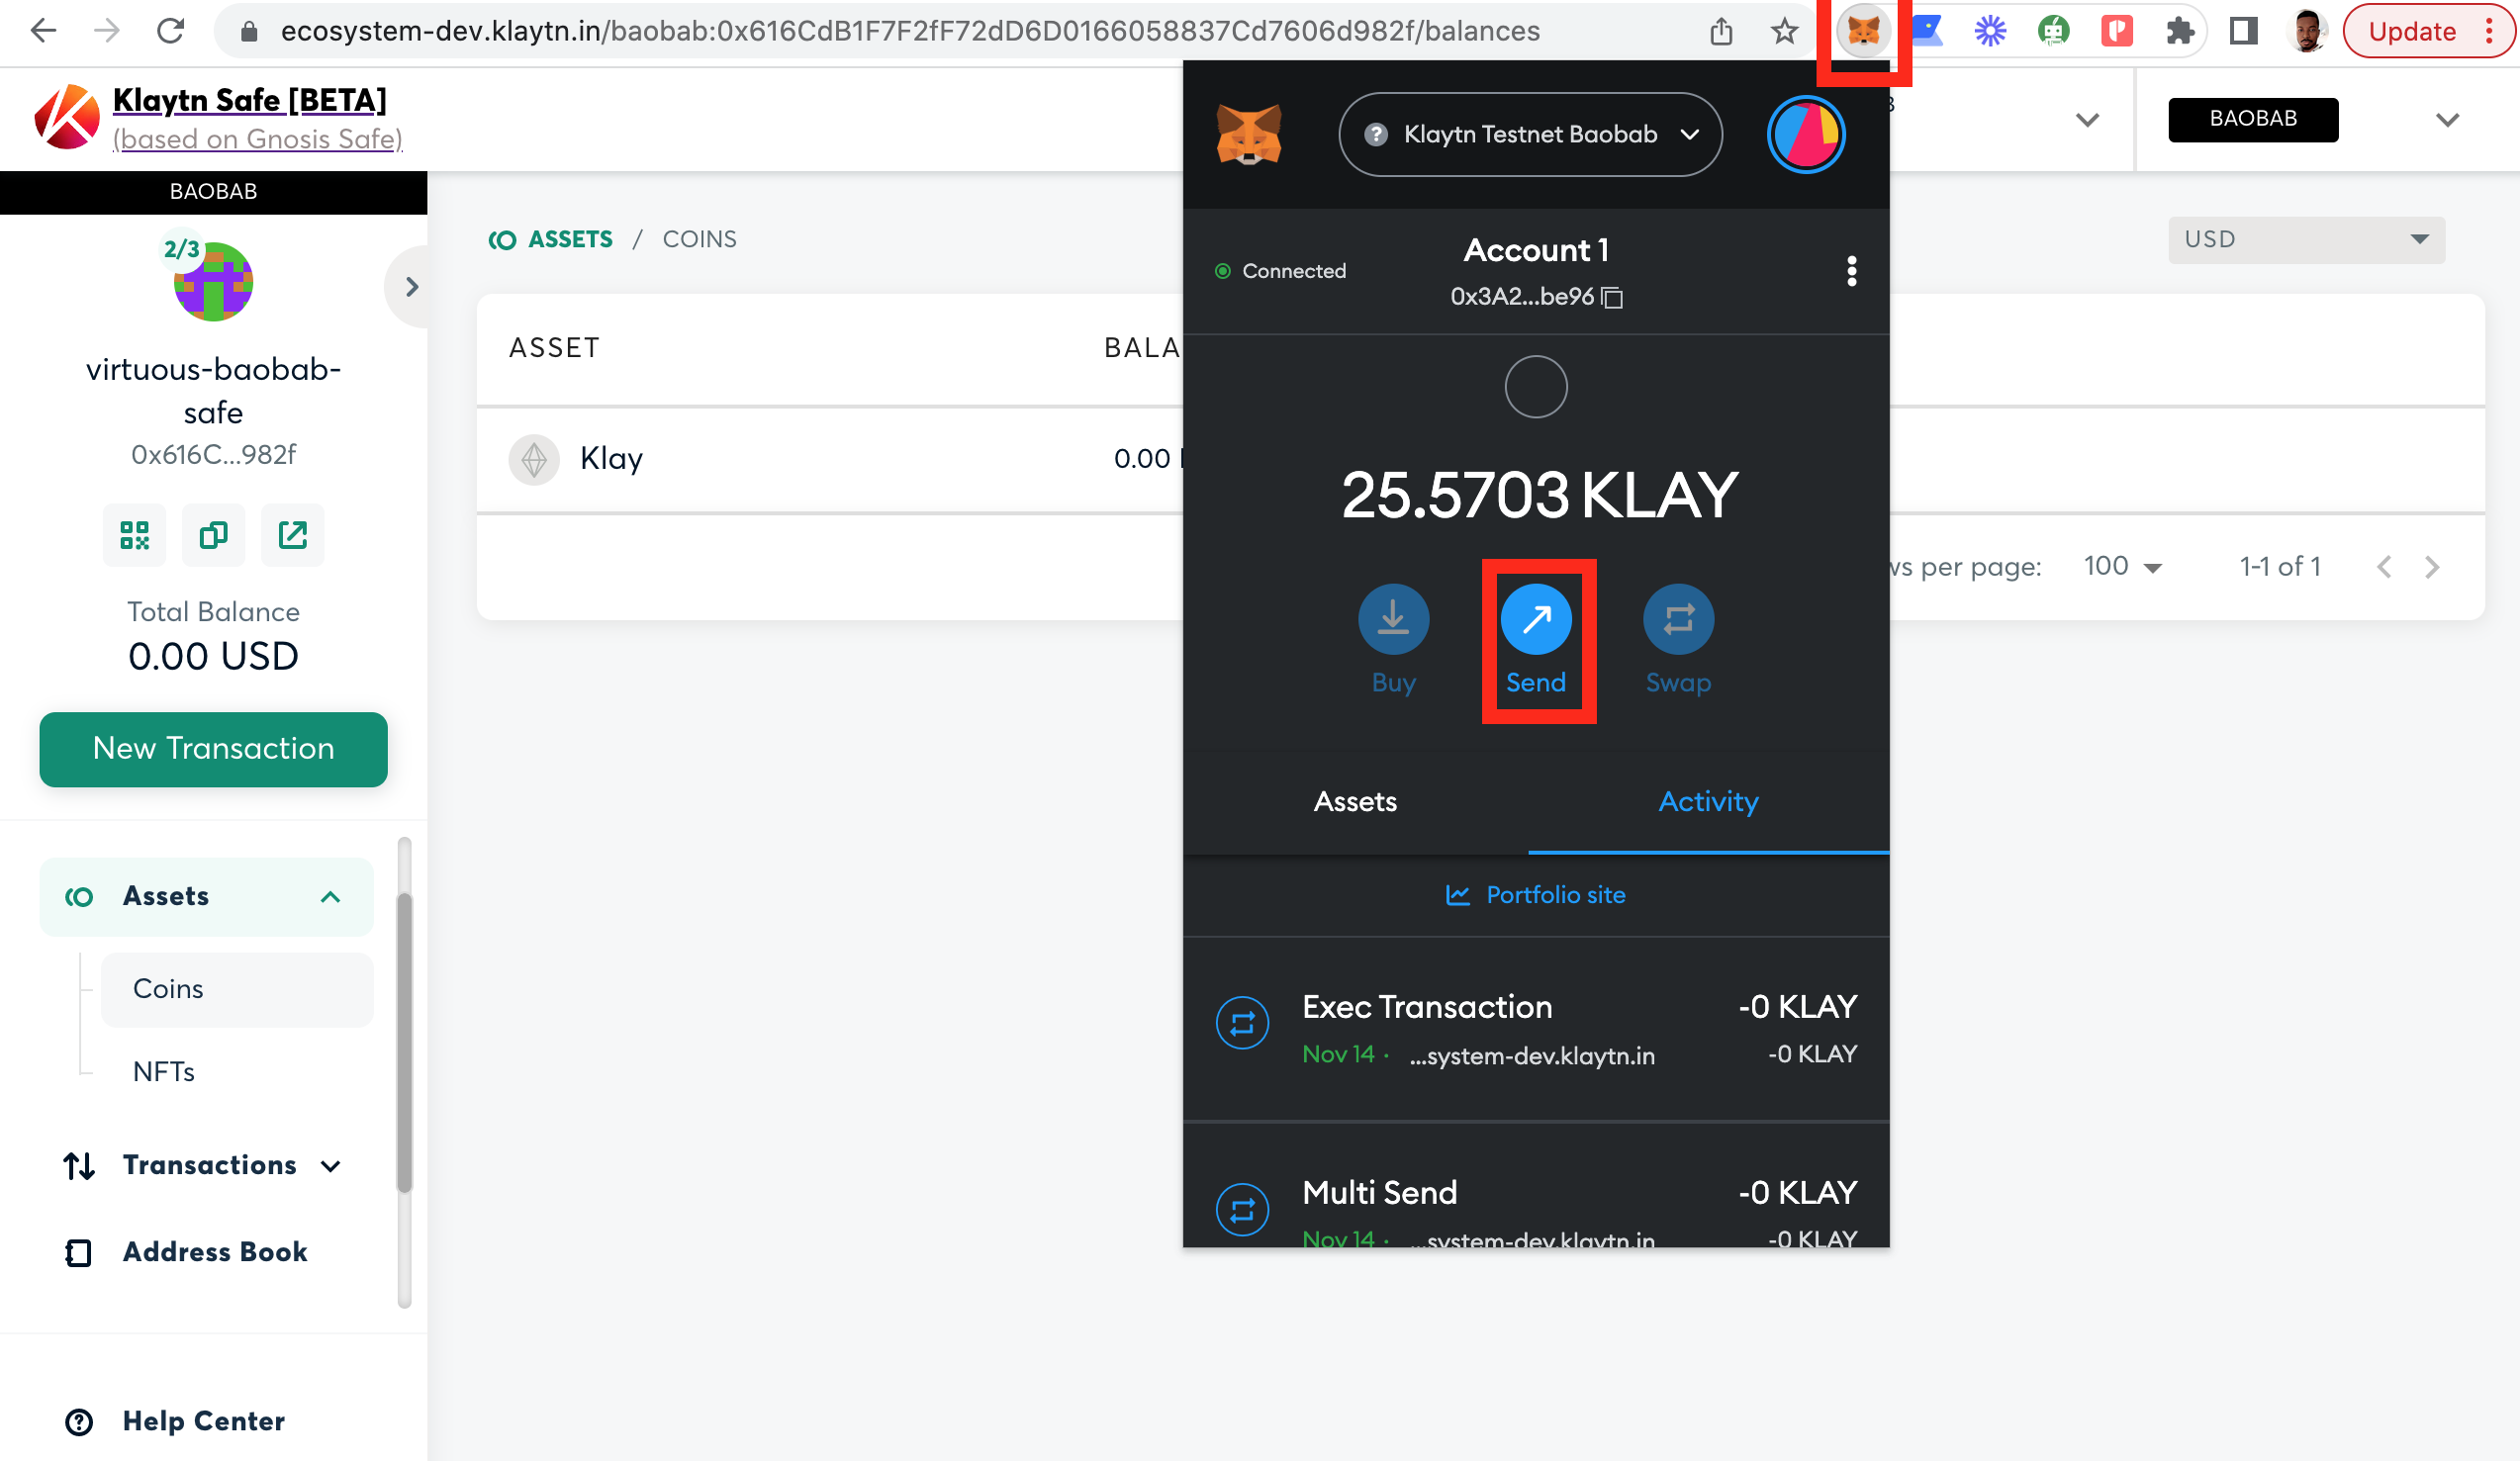 ecosystem-dev.klaytn.in/baobab:0x616CdB1F7F2fF72dD6D0166058837Cd7606d982f/balances
Update
Klaytn Safe [BETA]
(based on Gnosis Safe)
BAOBAB
BAOBAB
2/3
virtuous-baobab-
safe
0x616C...982f
Total Balance
0.00 USD
New Transaction
Assets
Coins
NFTs
Transactions
Address Book
Help Center
ASSETS / COINS
USD
ASSET
BALA
Klay
0.00
ws per page:
100
1-1 of 1
Klaytn Testnet Baobab
Connected
Account 1
0x3A2...be96
25.5703 KLAY
Buy
Send
Swap
Assets
Activity
Portfolio site
Exec Transaction
-0 KLAY
Nov 14 · ...system-dev.klaytn.in
-0 KLAY
Multi Send
-0 KLAY
Nov 14 · ...system-dev.klaytn.in
-0 KLAY